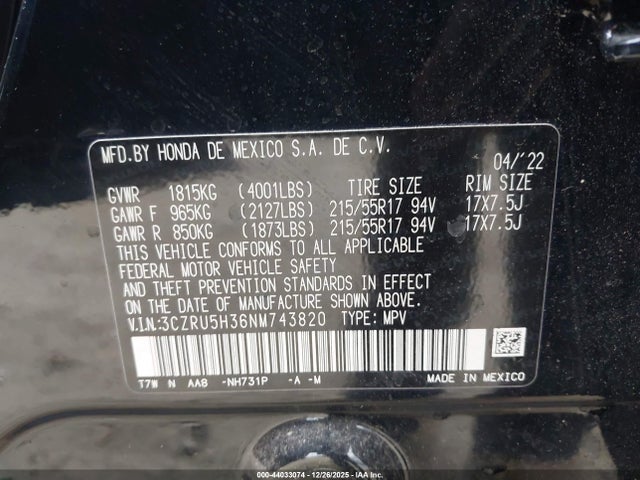 MFD.BY HONDA DE MEXICO S.A. DE C.V. 04/'22
GVWR 1815KG (4001LBS) TIRE SIZE RIM SIZE
GAWR F 965KG (2127LBS) 215/55R17 94V 17X7.5J
GAWR R 850KG (1873LBS) 215/55R17 94V 17X7.5J
THIS VEHICLE CONFORMS TO ALL APPLICABLE
FEDERAL MOTOR VEHICLE SAFETY
AND THEFT PREVENTION STANDARDS IN EFFECT
ON THE DATE OF MANUFACTURE SHOWN ABOVE.
V.I.N:3CZRU5H36NM743820 TYPE: MPV
T7W N AA8 -NH731P -A -M MADE IN MEXICO
000-44033074 | 12/26/2025 | IAA Inc.